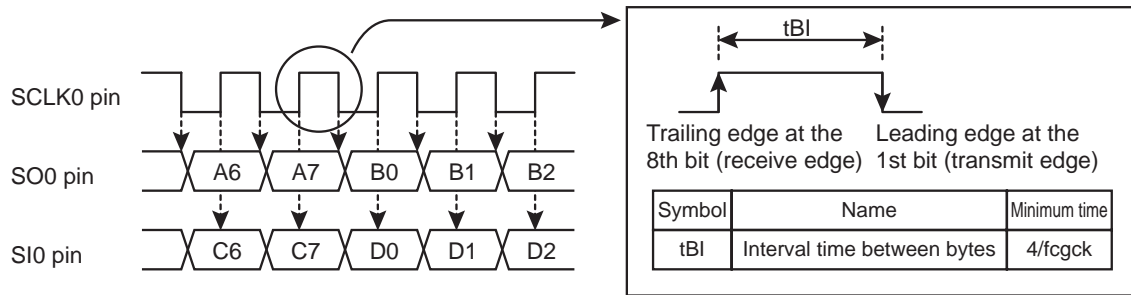 SCLK0 pin
SO0 pin
A6 A7 B0 B1 B2
SI0 pin
C6 C7 D0 D1 D2
tBI
Trailing edge at the
8th bit (receive edge)
Leading edge at the
1st bit (transmit edge)
Symbol Name Minimum time
tBI Interval time between bytes 4/fcgck